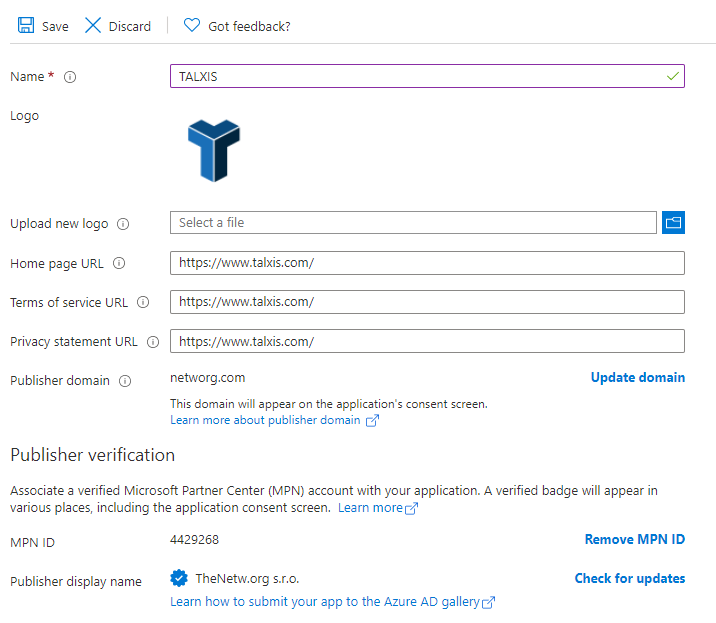 Save Discard Got feedback?
Name * TALXIS
Logo
Upload new logo Select a file
Home page URL https://www.talxis.com/
Terms of service URL https://www.talxis.com/
Privacy statement URL https://www.talxis.com/
Publisher domain networg.com Update domain
This domain will appear on the application's consent screen.
Learn more about publisher domain
Publisher verification
Associate a verified Microsoft Partner Center (MPN) account with your application. A verified badge will appear in
various places, including the application consent screen. Learn more
MPN ID 4429268 Remove MPN ID
Publisher display name TheNetw.org s.r.o. Check for updates
Learn how to submit your app to the Azure AD gallery